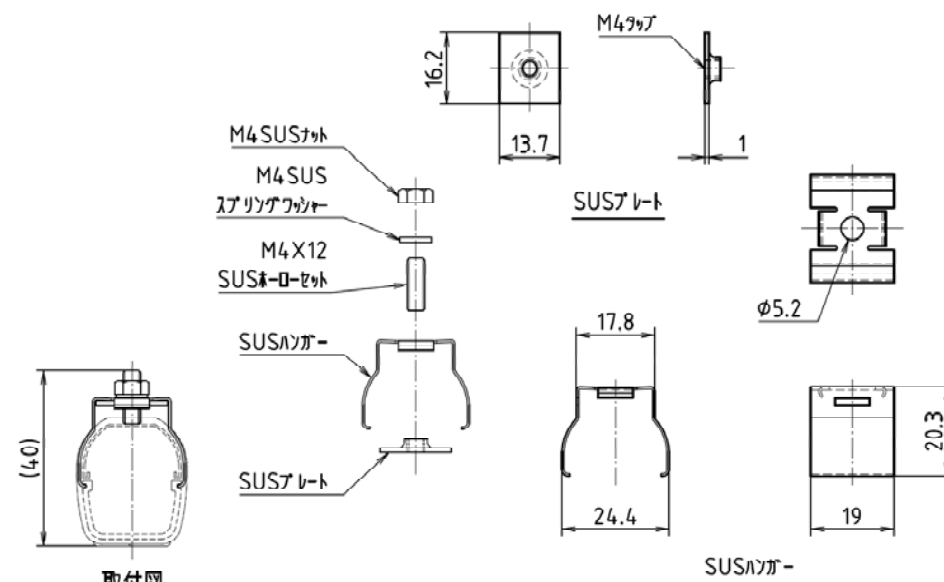 M4タップ
16.2
13.7
1
SUSプレート
M4SUSナット
M4SUS
スプリングワッシャー
M4X12
SUSホーローセット
SUSハンガー
SUSプレート
(40)
取付図
φ5.2
17.8
24.4
20.3
19
SUSハンガー